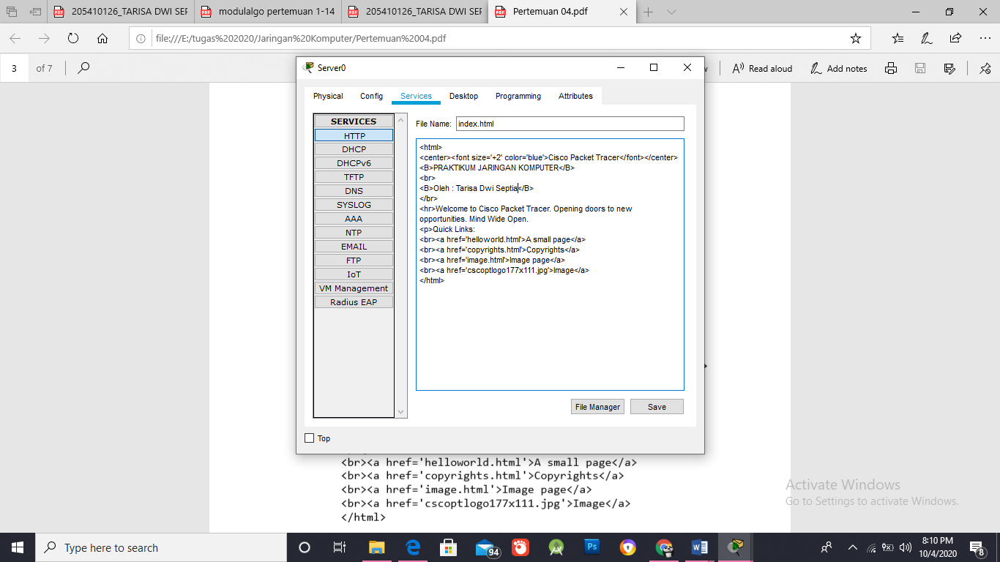 205410126_TARISA DWI SEF
modulalgo pertemuan 1-14
205410126_TARISA DWI SEF
Pertemuan 04.pdf
file:///E:/tugas%202020/Jaringan%20Komputer/Pertemuan%2004.pdf
3 of 7
Read aloud
Add notes
Server0
Physical Config Services Desktop Programming Attributes
SERVICES
HTTP
DHCP
DHCPv6
TFTP
DNS
SYSLOG
AAA
NTP
EMAIL
FTP
IoT
VM Management
Radius EAP
File Name: index.html
<html>
<center><font size='+2' color='blue'>Cisco Packet Tracer</font></center>
<B>PRAKTIKUM JARINGAN KOMPUTER</B>
<br>
<B>Oleh : Tarisa Dwi Septia</B>
</br>
<hr>Welcome to Cisco Packet Tracer. Opening doors to new
opportunities. Mind Wide Open.
<p>Quick Links:
<br><a href='helloworld.html'>A small page</a>
<br><a href='copyrights.html'>Copyrights</a>
<br><a href='image.html'>Image page</a>
<br><a href='cscoptlogo177x111.jpg'>Image</a>
</html>
File Manager Save
Top
<br><a href='helloworld.html'>A small page</a>
<br><a href='copyrights.html'>Copyrights</a>
<br><a href='image.html'>Image page</a>
<br><a href='cscoptlogo177x111.jpg'>Image</a>
</html>
Activate Windows
Go to Settings to activate Windows.
Type here to search
94
Ps
8:10 PM
10/4/2020
8